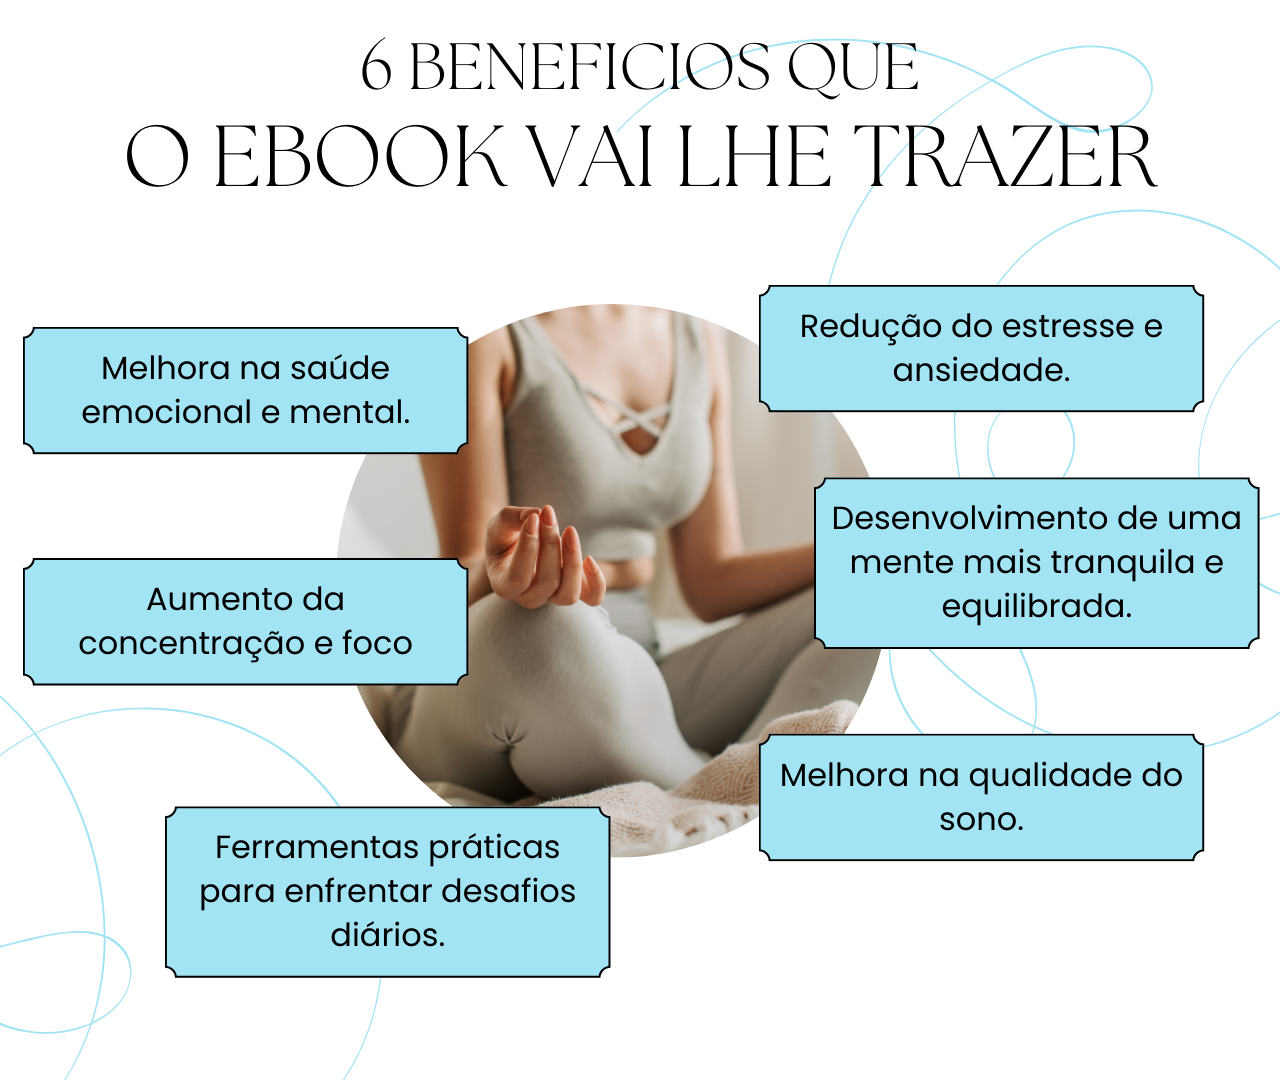 6 BENEFICIOS QUE
O EBOOK VAI LHE TRAZER
Melhora na saúde
emocional e mental.
Redução do estresse e
ansiedade.
Aumento da
concentração e foco
Desenvolvimento de uma
mente mais tranquila e
equilibrada.
Ferramentas práticas
para enfrentar desafios
diários.
Melhora na qualidade do
sono.